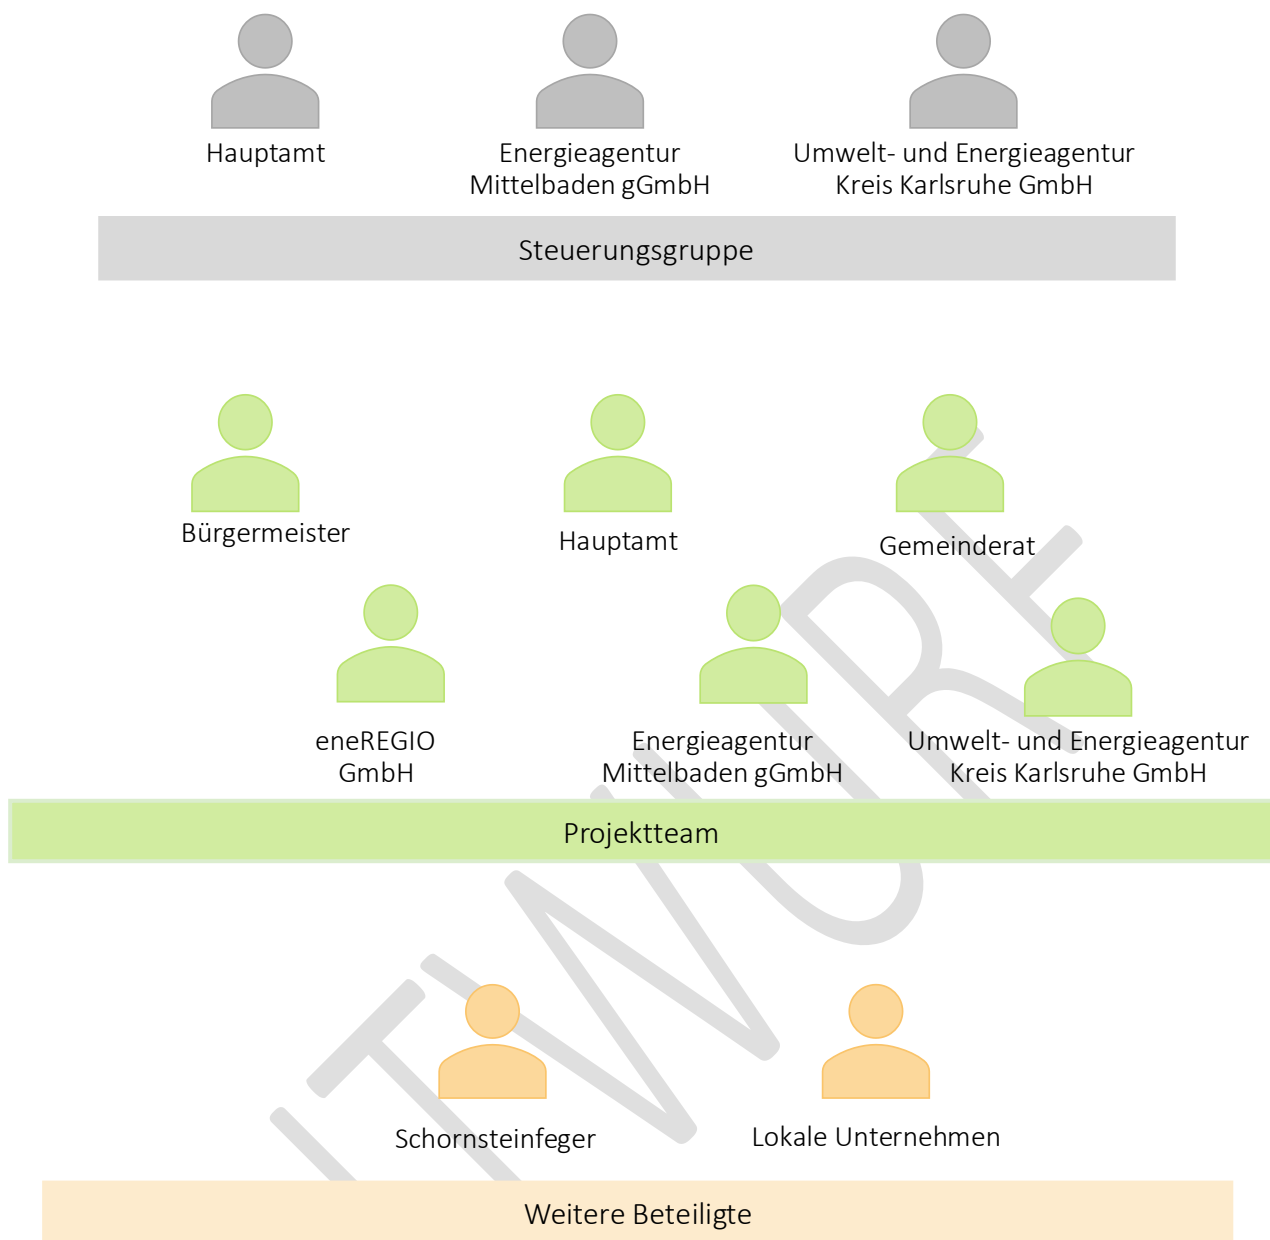 Hauptamt
Energieagentur
Mittelbaden gGmbH
Umwelt- und Energieagentur
Kreis Karlsruhe GmbH
Steuerungsgruppe
Bürgermeister
Hauptamt
Gemeinderat
eneREGIO
GmbH
Energieagentur
Mittelbaden gGmbH
Umwelt- und Energieagentur
Kreis Karlsruhe GmbH
Projektteam
Schornsteinfeger
Lokale Unternehmen
Weitere Beteiligte